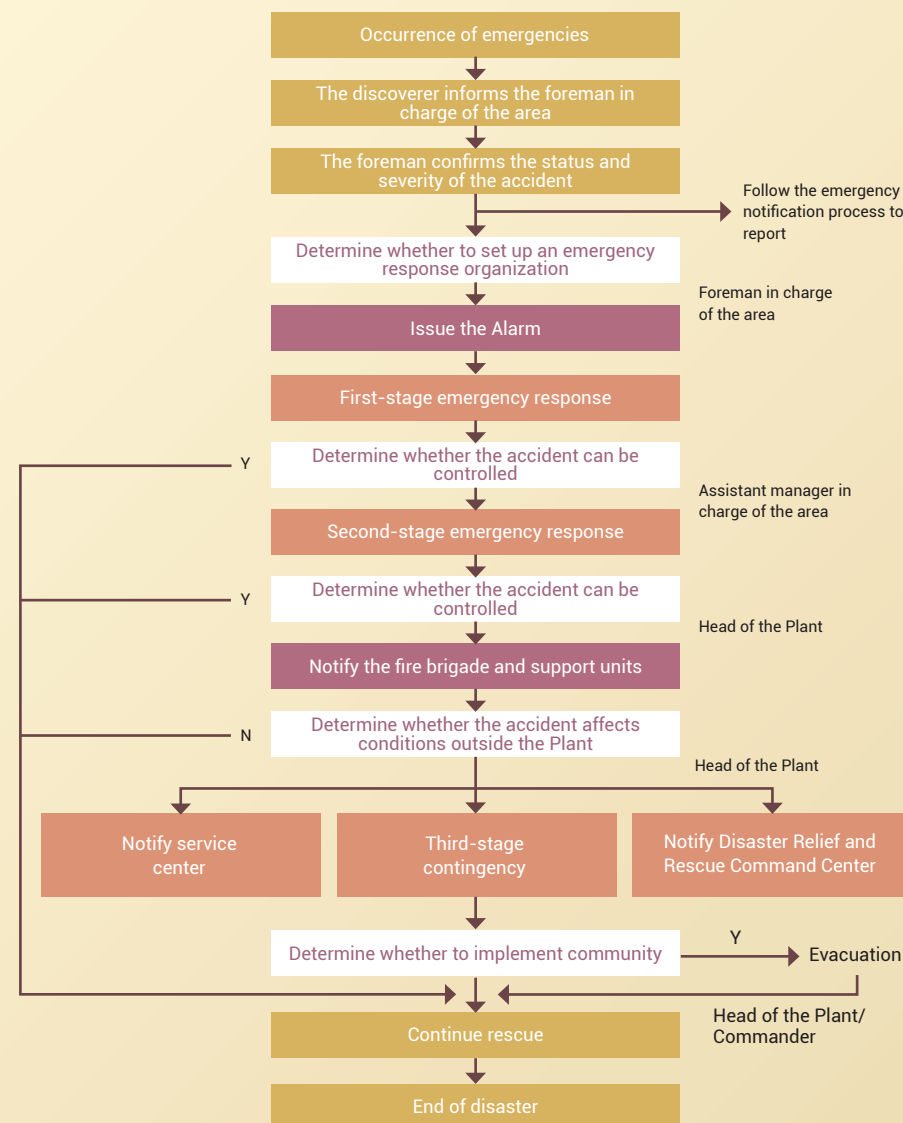 Occurrence of emergencies
The discoverer informs the foreman in
charge of the area
The foreman confirms the status and
severity of the accident
Follow the emergency
notification process to
report
Determine whether to set up an emergency
response organization
Foreman in charge
of the area
Issue the Alarm
First-stage emergency response
Y
Determine whether the accident can be
controlled
Assistant manager in
charge of the area
Second-stage emergency response
Y
Determine whether the accident can be
controlled
Head of the Plant
Notify the fire brigade and support units
N
Determine whether the accident affects
conditions outside the Plant
Head of the Plant
Notify service
center
Third-stage
contingency
Notify Disaster Relief and
Rescue Command Center
Determine whether to implement community
Y
Evacuation
Head of the Plant/
Commander
Continue rescue
End of disaster